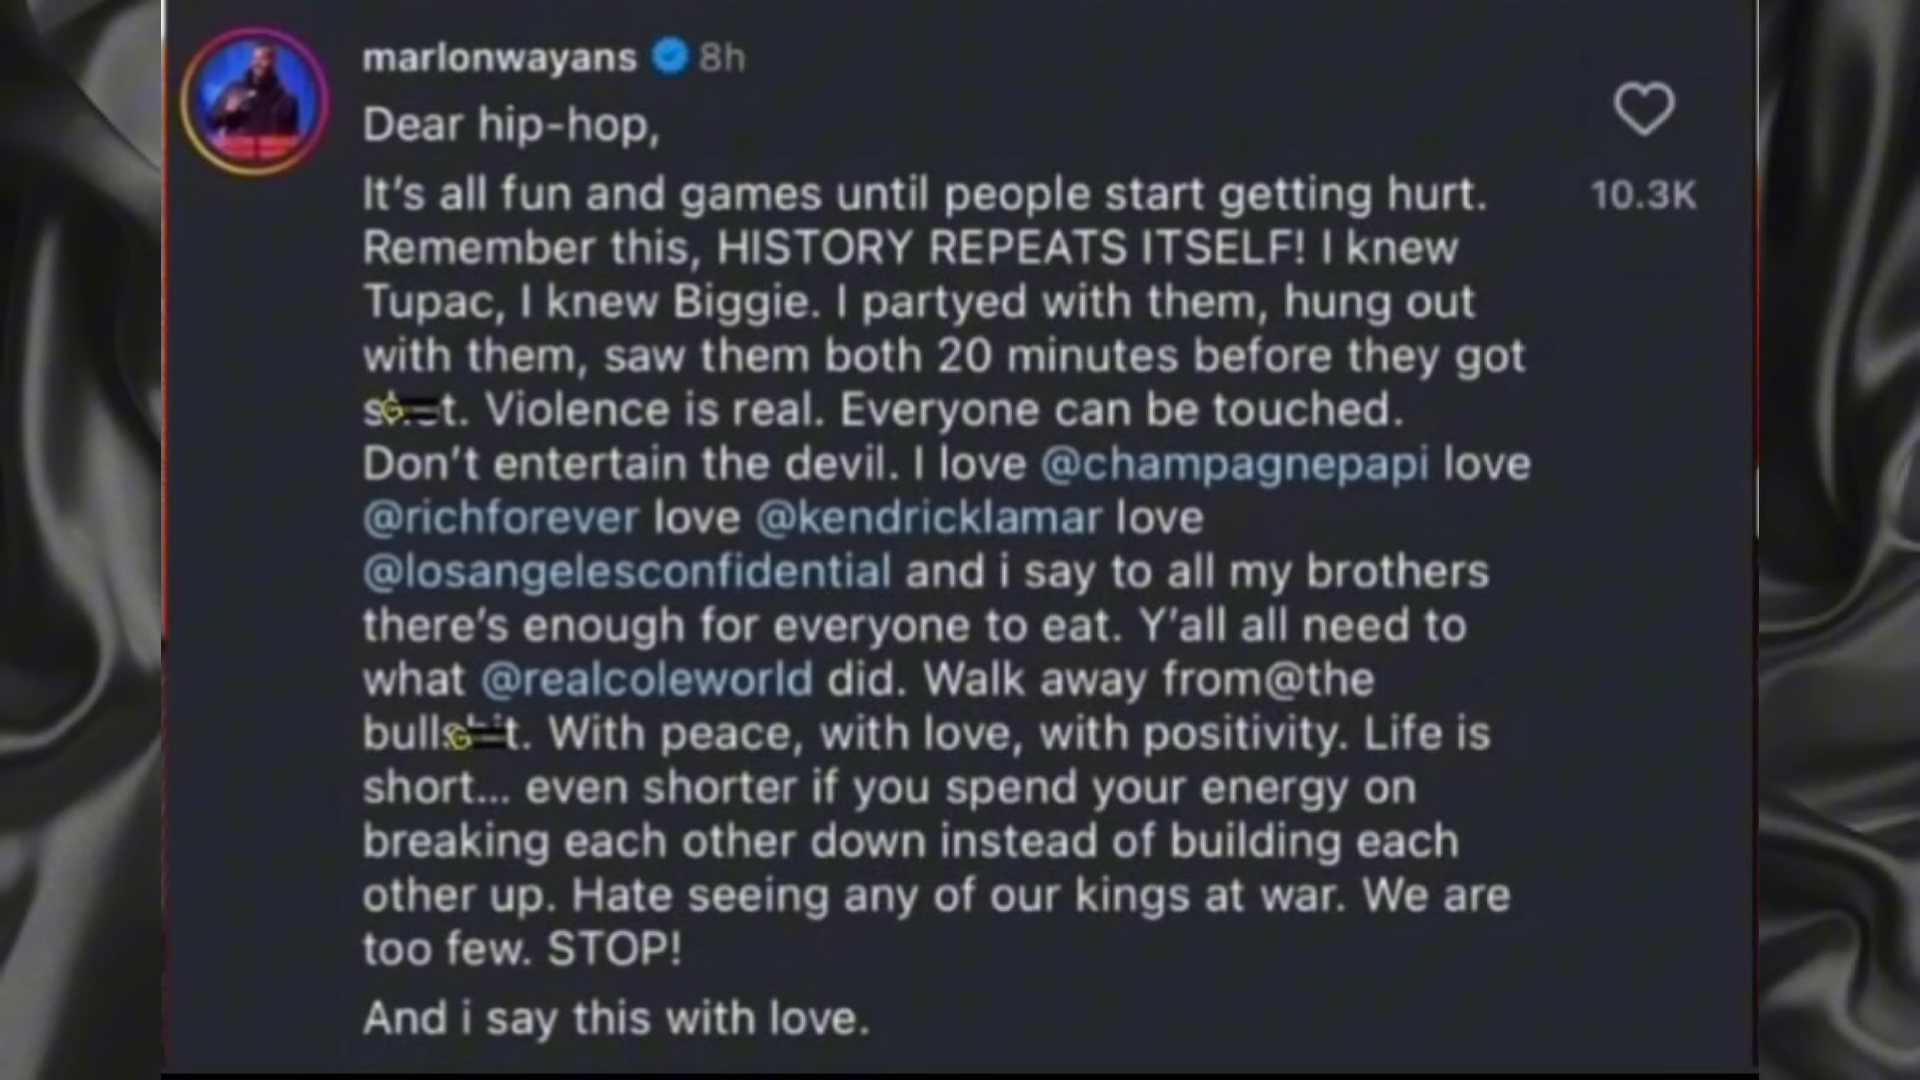 marlonwayans 8h
Dear hip-hop,
It's all fun and games until people start getting hurt.
10.3K
Remember this, HISTORY REPEATS ITSELF! I knew
Tupac, I knew Biggie. I partyed with them, hung out
with them, saw them both 20 minutes before they got
s t. Violence is real. Everyone can be touched.
Don't entertain the devil. I love @champagnepapi love
@richforever love @kendricklamar love
@losangelesconfidential and i say to all my brothers
there's enough for everyone to eat. Y'all all need to
what @realcoleworld did. Walk away from@the
bulls t. With peace, with love, with positivity. Life is
short... even shorter if you spend your energy on
breaking each other down instead of building each
other up. Hate seeing any of our kings at war. We are
too few. STOP!
And i say this with love.